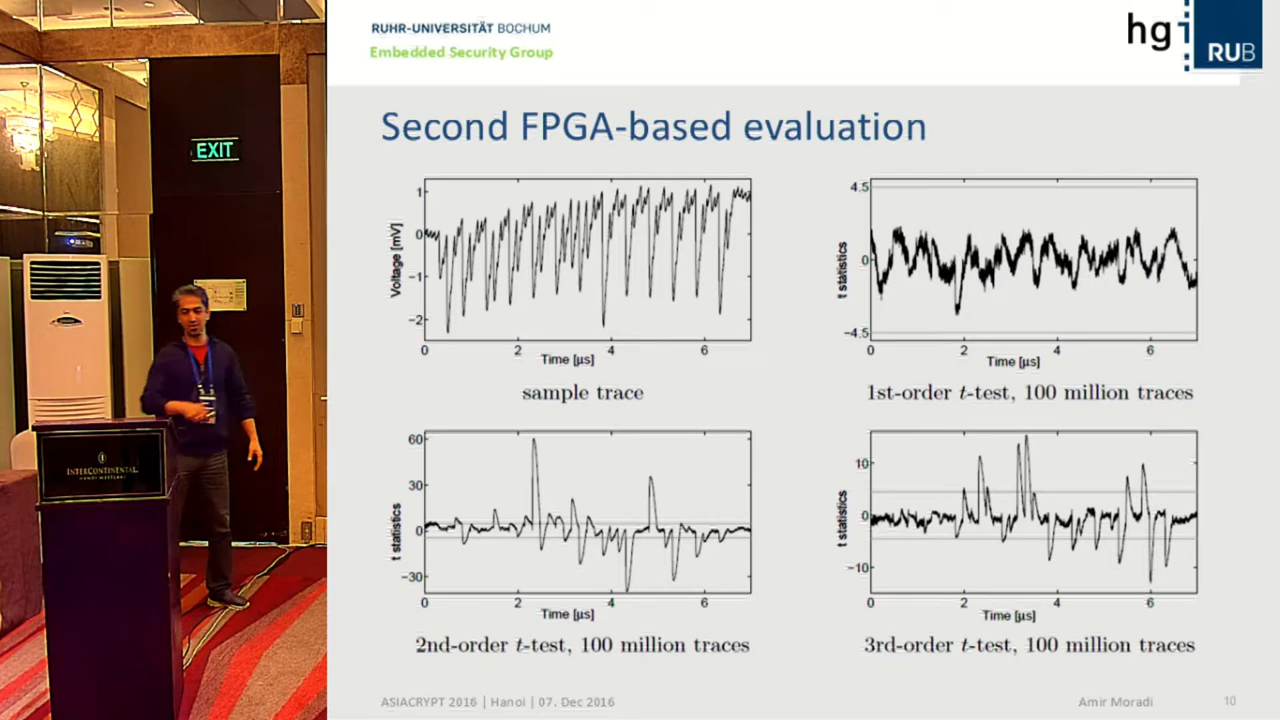 EXIT
INTERCONTINENTAL
HANOI WESTLAKE
RUHR-UNIVERSITÄT BOCHUM
Embedded Security Group
hgi
RUB
Second FPGA-based evaluation
1
0
−1
−2
Voltage [mV]
0 2 4 6
Time [µs]
sample trace
4.5
0
−4.5
t statistics
0 2 4 6
Time [µs]
1st-order t-test, 100 million traces
60
30
0
−30
t statistics
0 2 4 6
Time [µs]
2nd-order t-test, 100 million traces
10
0
−10
t statistics
0 2 4 6
Time [µs]
3rd-order t-test, 100 million traces
ASIACRYPT 2016 | Hanoi | 07. Dec 2016
Amir Moradi
10